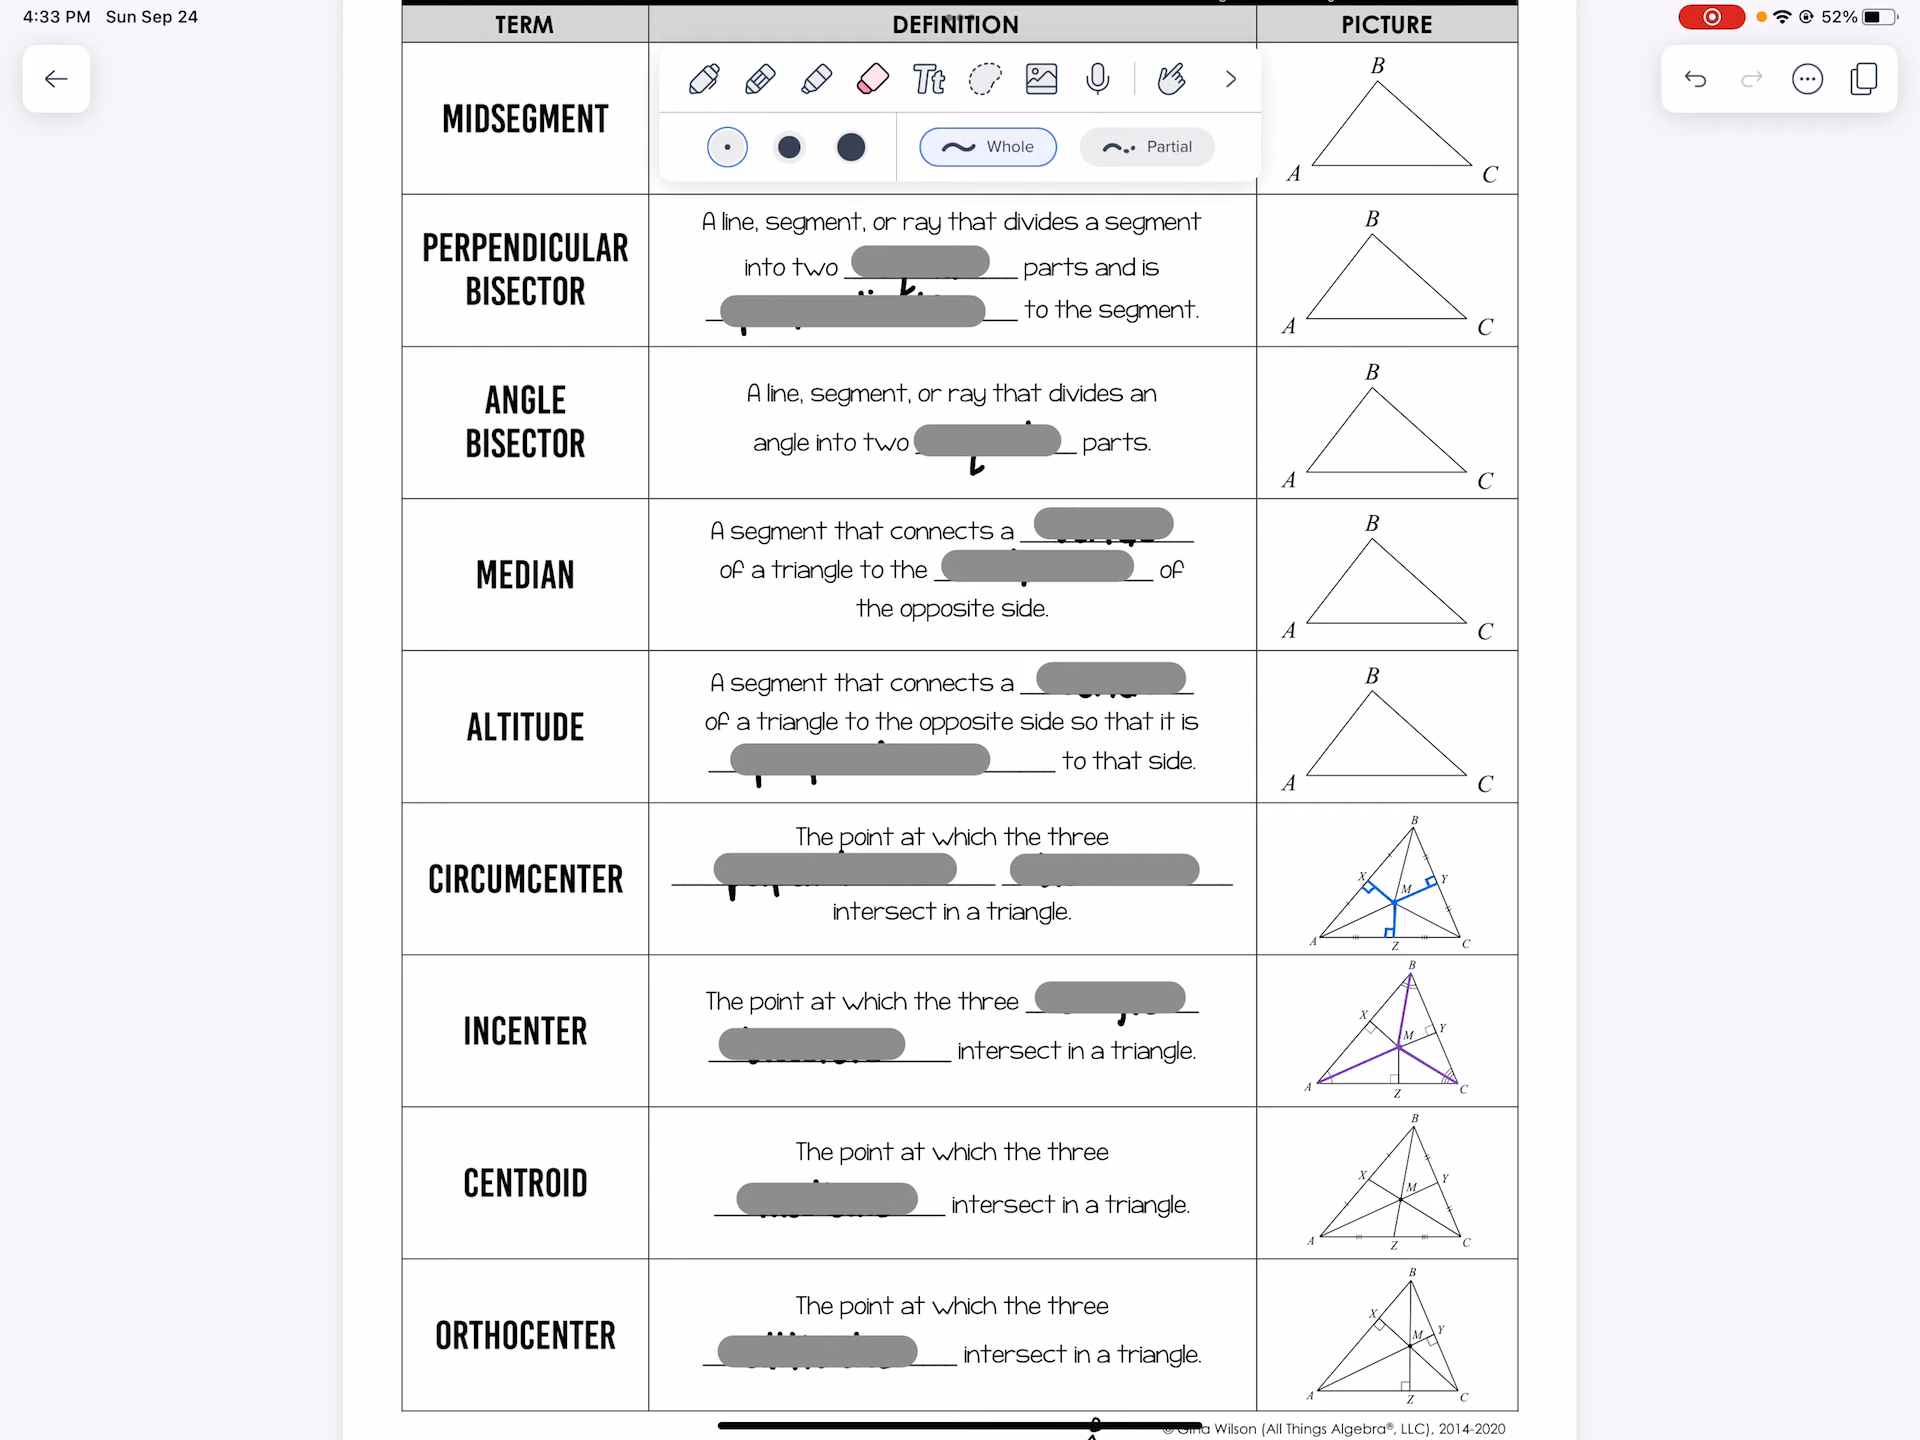 4:33 PM Sun Sep 24
52%
TERM DEFINITION PICTURE
Tt
Whole Partial
MIDSEGMENT
B
A C
PERPENDICULAR
BISECTOR
A line, segment, or ray that divides a segment
into two parts and is
to the segment.
B
A C
ANGLE
BISECTOR
A line, segment, or ray that divides an
angle into two parts.
B
A C
MEDIAN
A segment that connects a
of a triangle to the of
the opposite side.
B
A C
ALTITUDE
A segment that connects a
of a triangle to the opposite side so that it is
to that side.
B
A C
CIRCUMCENTER
The point at which the three
intersect in a triangle.
B
X M Y
A Z C
INCENTER
The point at which the three
intersect in a triangle.
B
X M Y
A Z C
CENTROID
The point at which the three
intersect in a triangle.
B
X M Y
A Z C
ORTHOCENTER
The point at which the three
intersect in a triangle.
B
X M Y
A Z C
© Gina Wilson (All Things Algebra®, LLC), 2014-2020